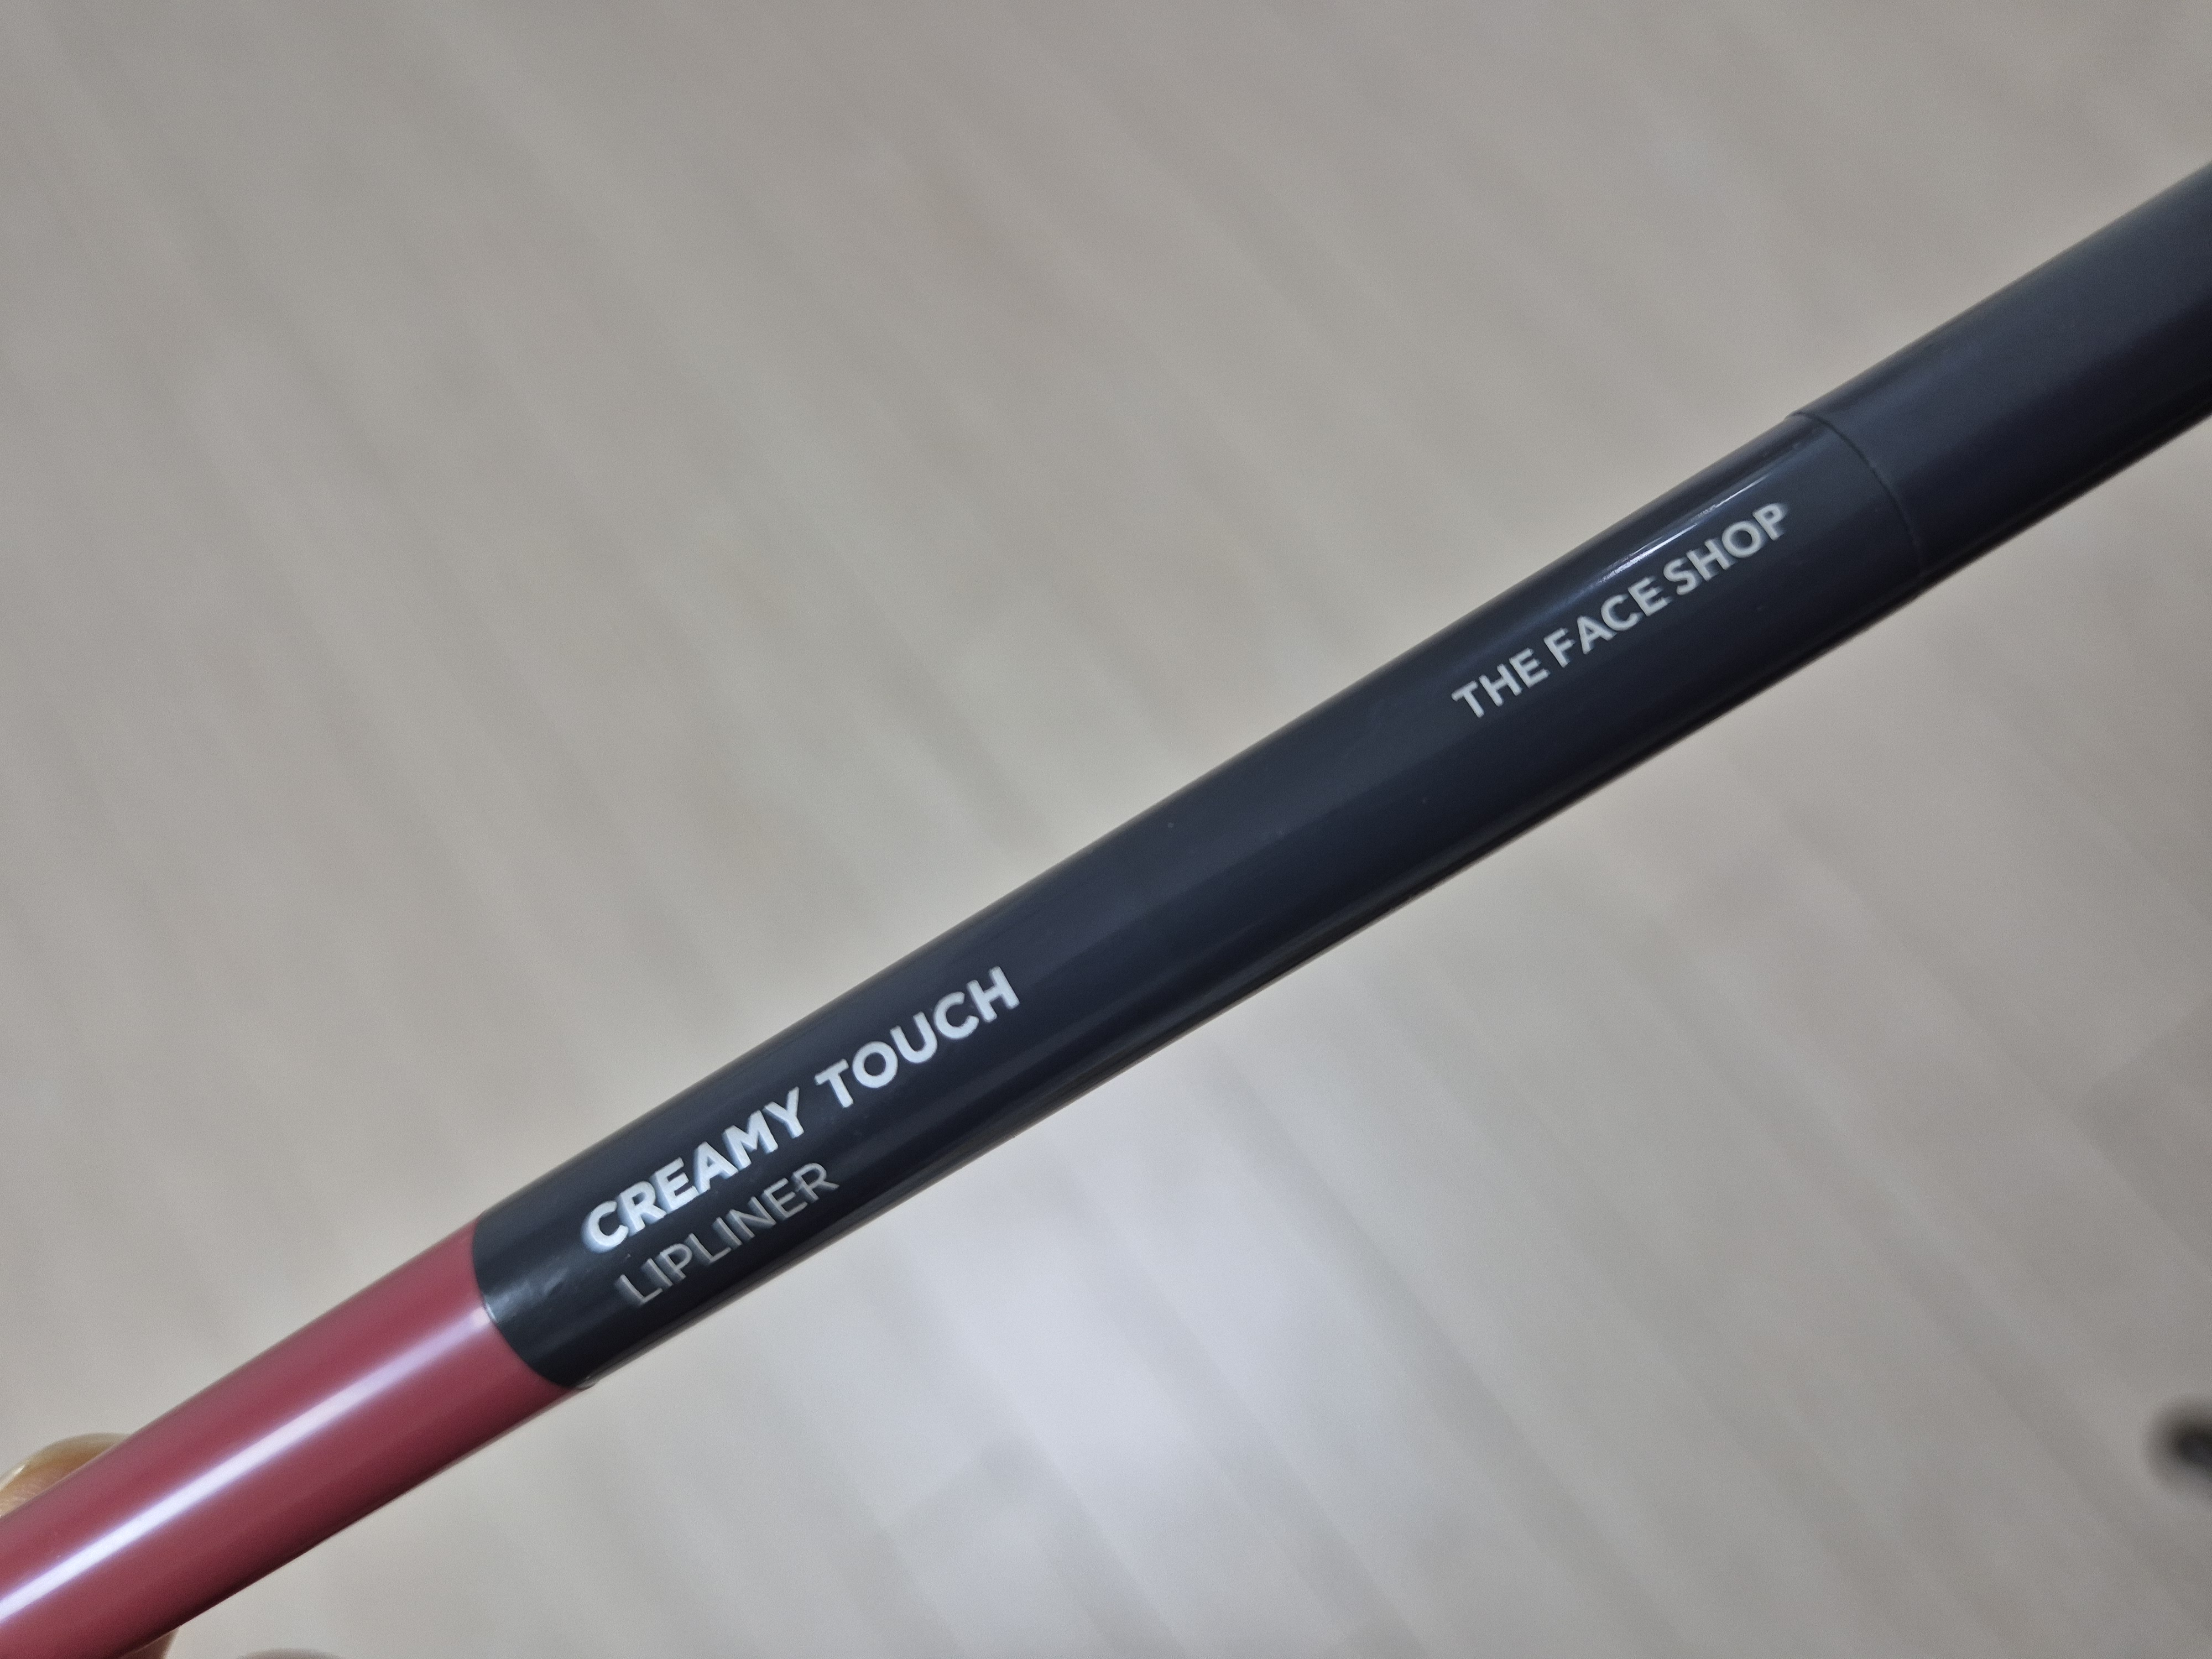 THE FACE SHOP
CREAMY TOUCH
LIPLINER